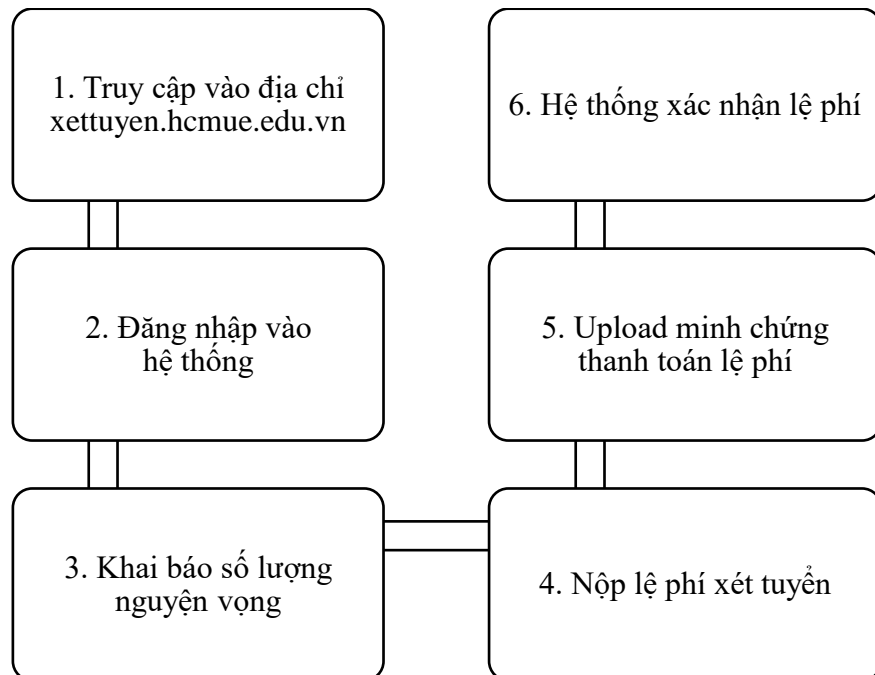 1. Truy cập vào địa chỉ
xettuyen.hcmue.edu.vn
2. Đăng nhập vào
hệ thống
3. Khai báo số lượng
nguyện vọng
4. Nộp lệ phí xét tuyển
5. Upload minh chứng
thanh toán lệ phí
6. Hệ thống xác nhận lệ phí